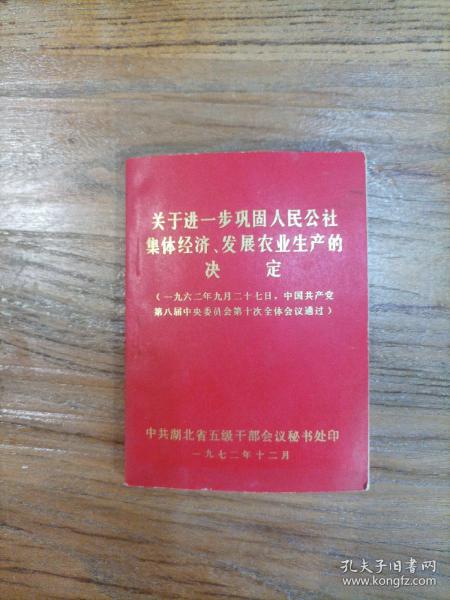 关于进一步巩固人民公社
集体经济、发展农业生产的
决 定
（一九六二年九月二十七日，中国共产党
第八届中央委员会第十次全体会议通过）
中共湖北省五级干部会议秘书处印
一九七二年十二月
孔夫子旧书网
www.kongfz.com